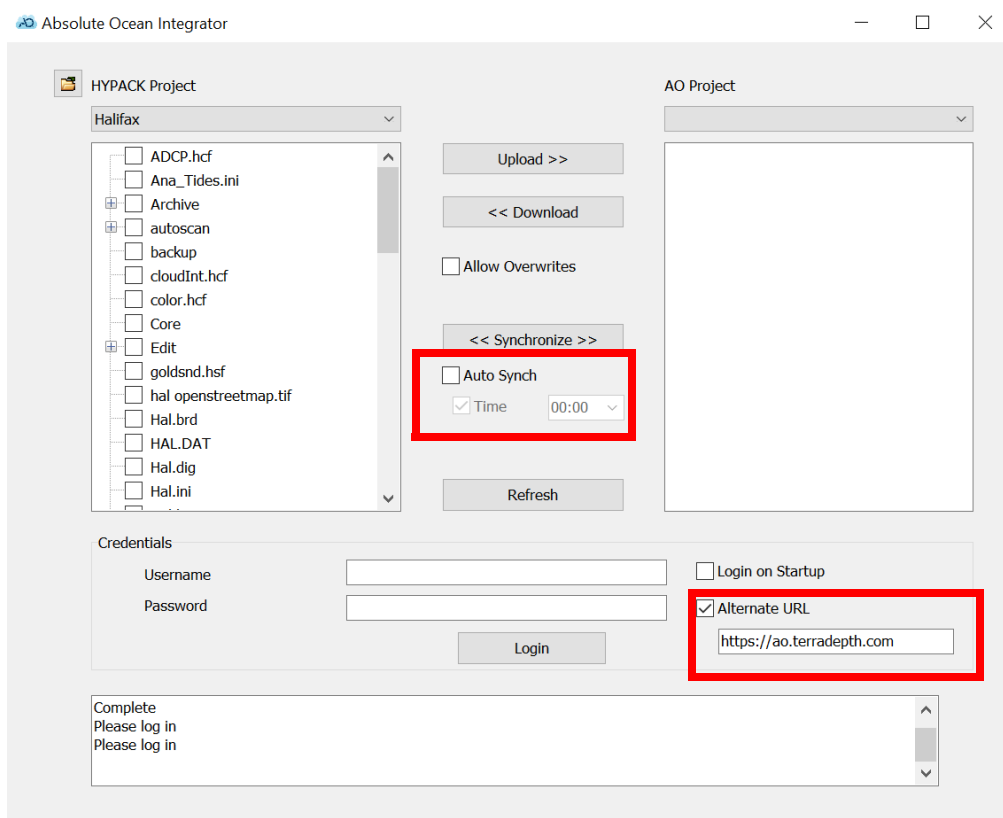 Absolute Ocean Integrator
HYPACK Project
AO Project
Halifax
ADCP.hcf
Ana_Tides.ini
Archive
autoscan
backup
cloudInt.hcf
color.hcf
Core
Edit
goldsnd.hsf
hal openstreetmap.tif
Hal.brd
HAL.DAT
Hal.dig
Hal.ini
Upload >>
<< Download
Allow Overwrites
<< Synchronize >>
Auto Synch
Time 00:00
Refresh
Credentials
Username
Password
Login
Login on Startup
Alternate URL
https://ao.terradepth.com
Complete
Please log in
Please log in